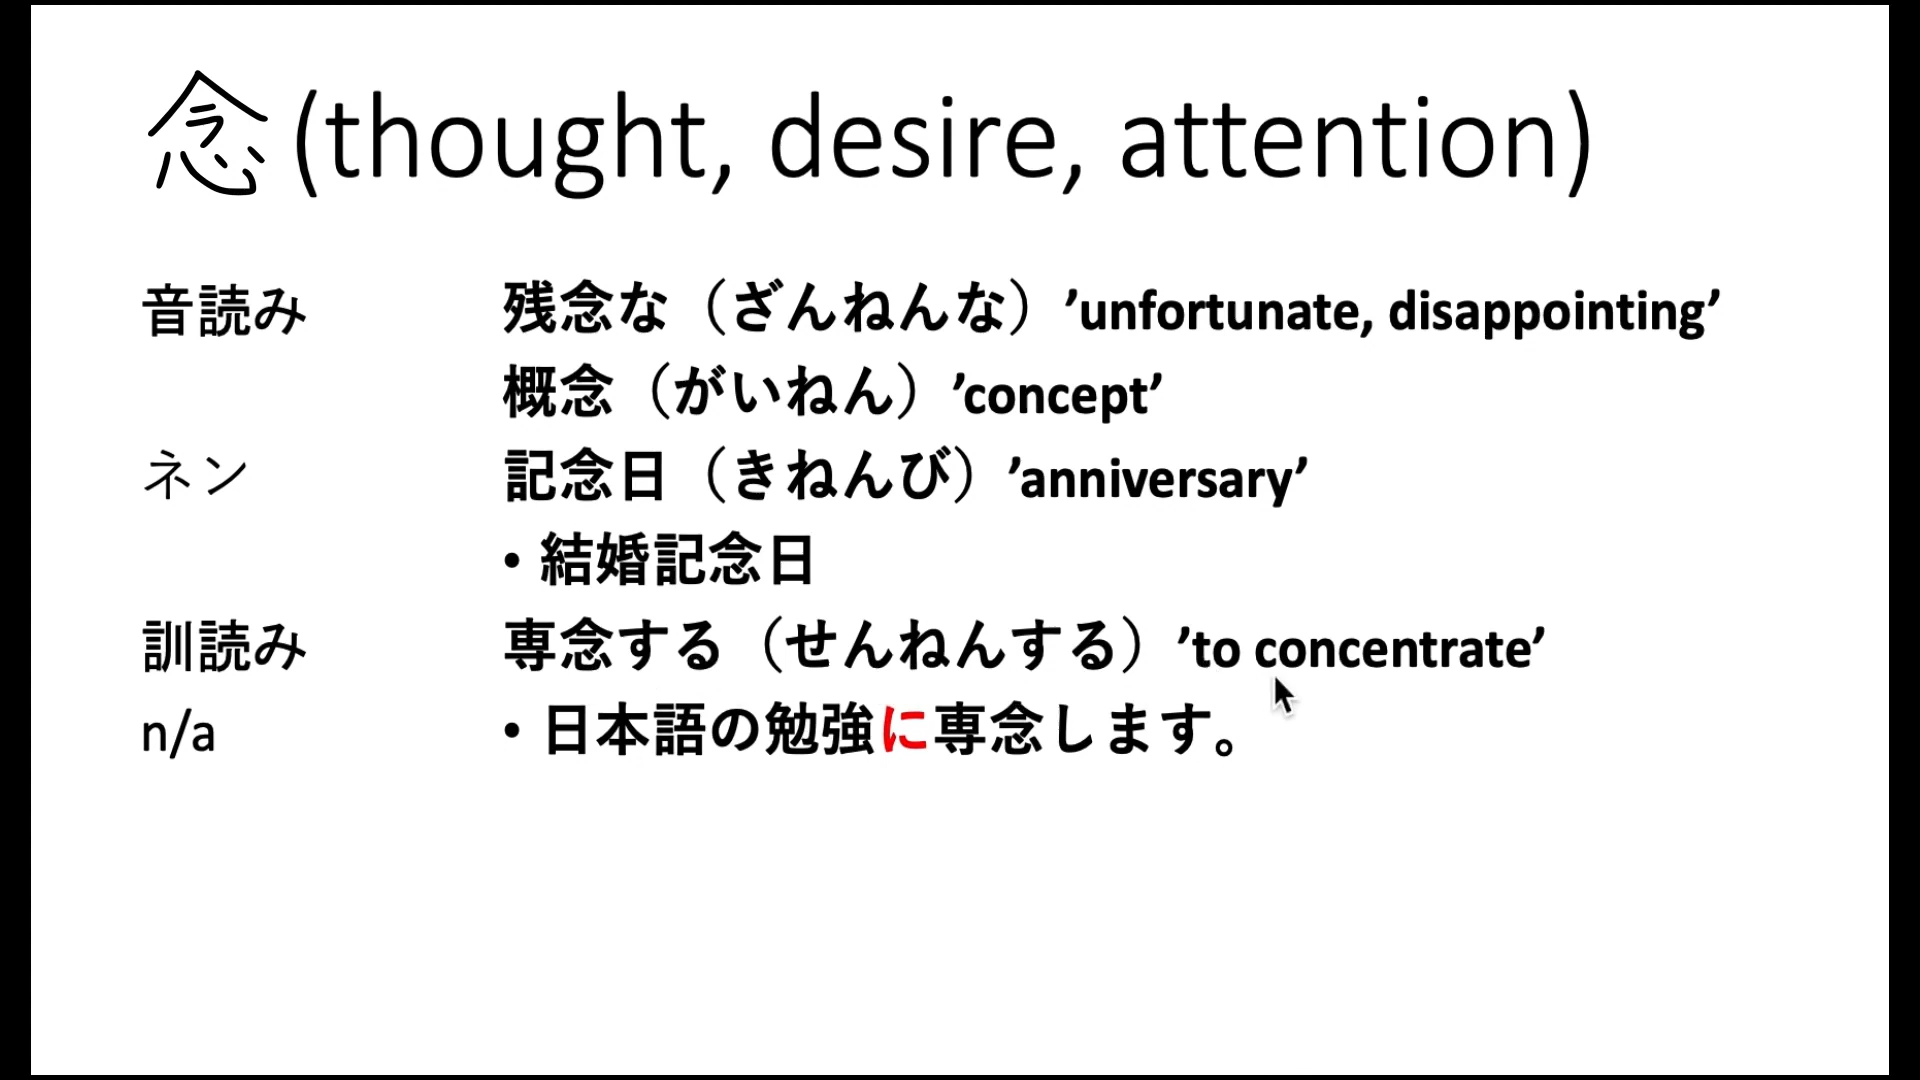 念(thought, desire, attention)
音読み
残念な（ざんねんな）’unfortunate, disappointing’
概念（がいねん）’concept’
ネン
記念日（きねんび）’anniversary’
• 結婚記念日
訓読み
専念する（せんねんする）’to concentrate’
n/a
• 日本語の勉強に専念します。